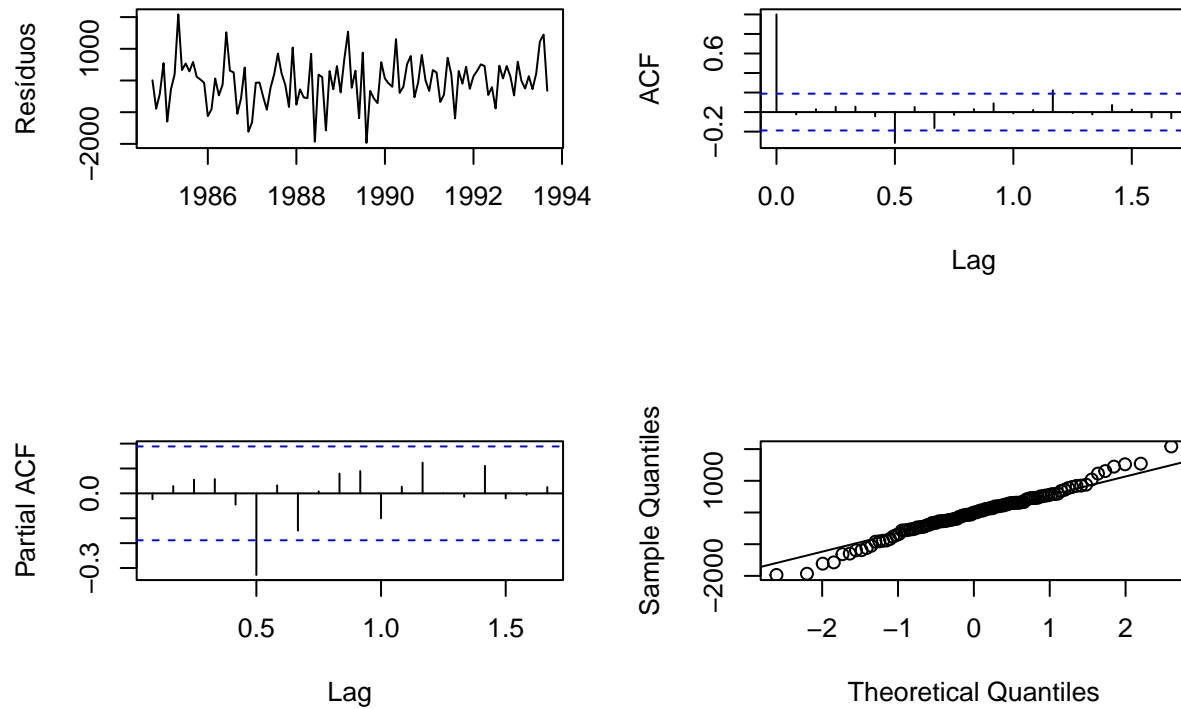 Resíduos
1000
−2000
1986 1988 1990 1992 1994
ACF
0.6
−0.2
0.0 0.5 1.0 1.5
Lag
Partial ACF
0.0
−0.3
0.5 1.0 1.5
Lag
Sample Quantiles
1000
−2000
−2 −1 0 1 2
Theoretical Quantiles